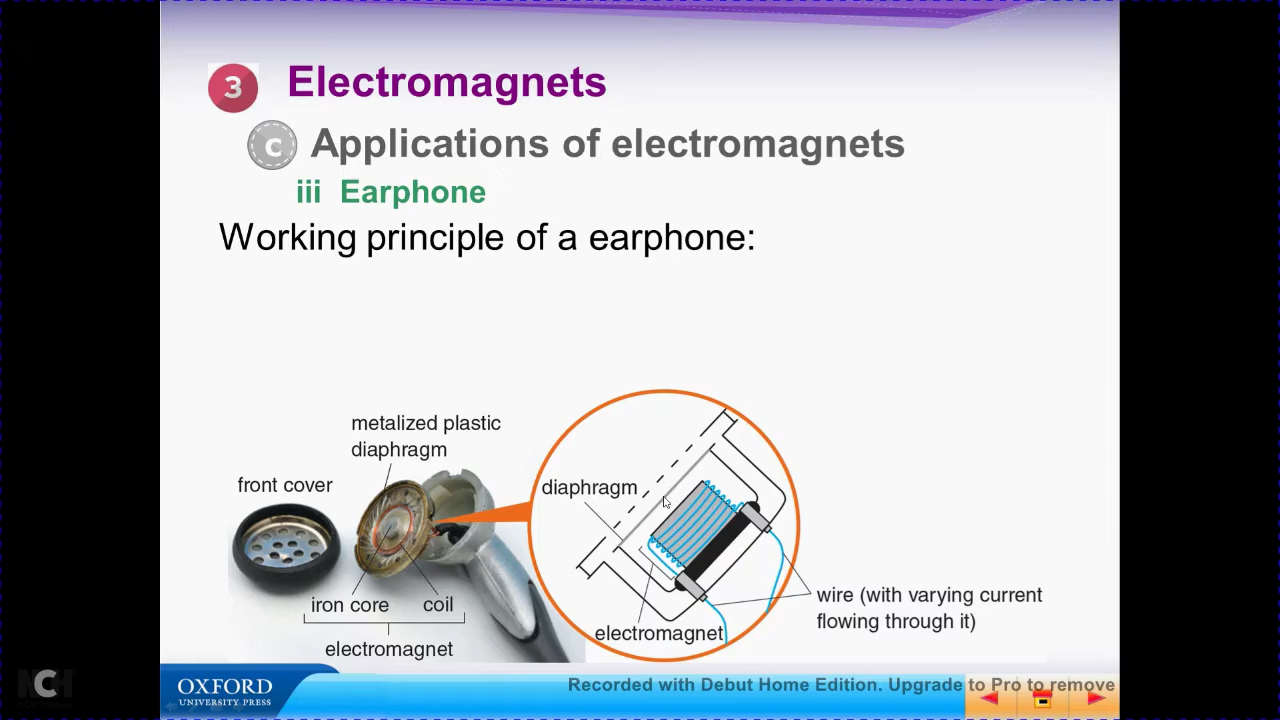 3 Electromagnets
c Applications of electromagnets
iii Earphone
Working principle of a earphone:
metalized plastic
diaphragm
front cover
diaphragm
iron core
coil
electromagnet
electromagnet
wire (with varying current
flowing through it)
OXFORD
UNIVERSITY PRESS
Recorded with Debut Home Edition. Upgrade to Pro to remove
NCH